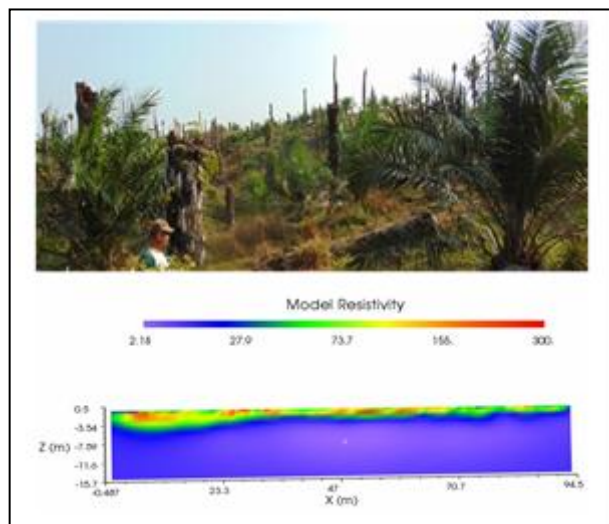 Model Resistivity
2.18 27.9 73.7 155. 300.
0.5
-3.54
Z (m) -7.59
-11.6
-15.7
-0.487 23.3 47 70.7 94.5
X (m)